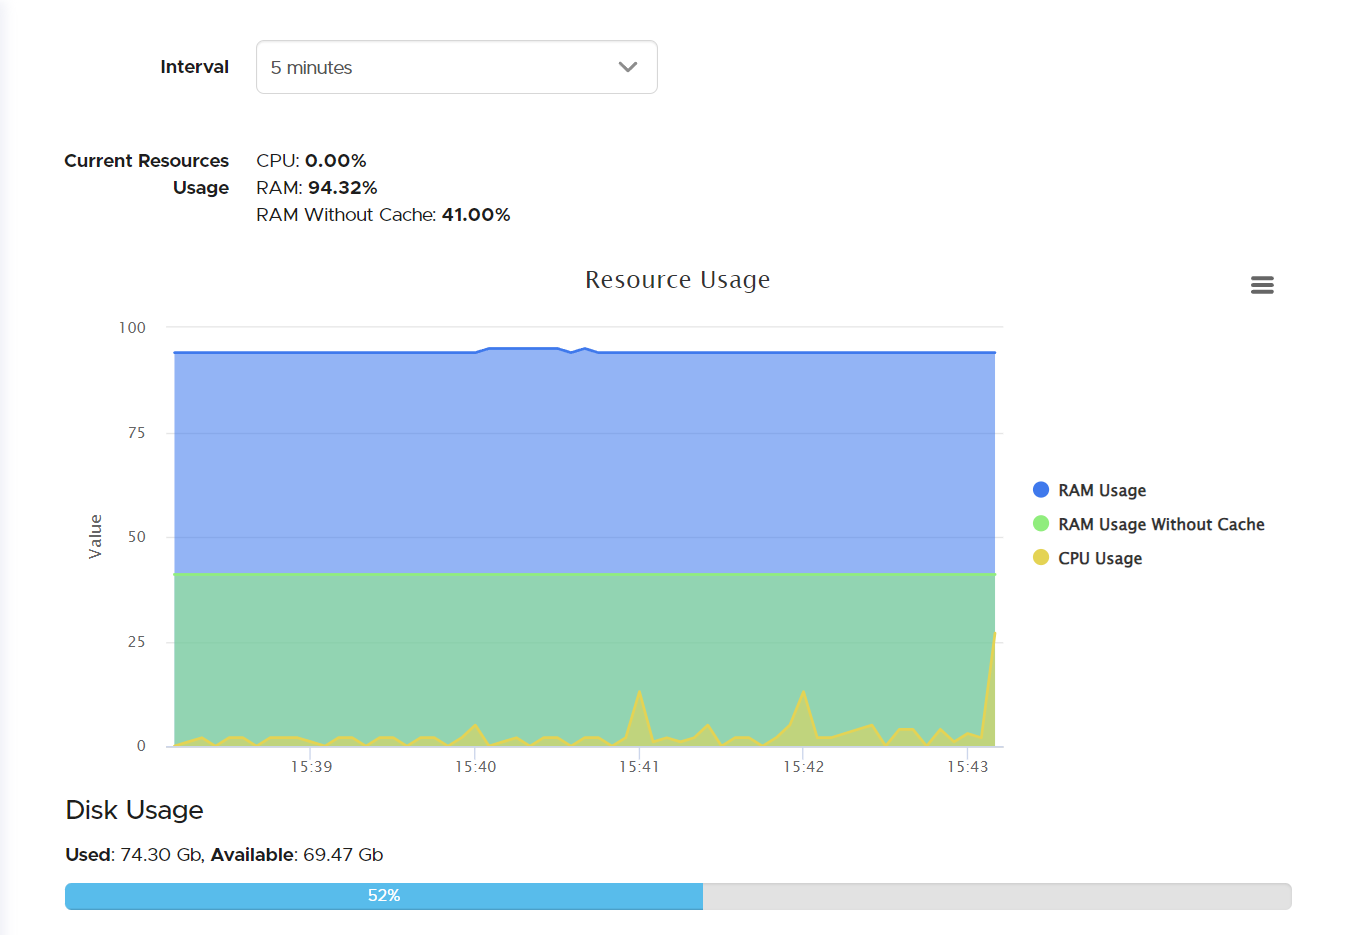 Interval
5 minutes
Current Resources Usage
CPU: 0.00%
RAM: 94.32%
RAM Without Cache: 41.00%
Resource Usage
Value
100
75
50
25
0
15:39
15:40
15:41
15:42
15:43
RAM Usage
RAM Usage Without Cache
CPU Usage
Disk Usage
Used: 74.30 Gb, Available: 69.47 Gb
52%